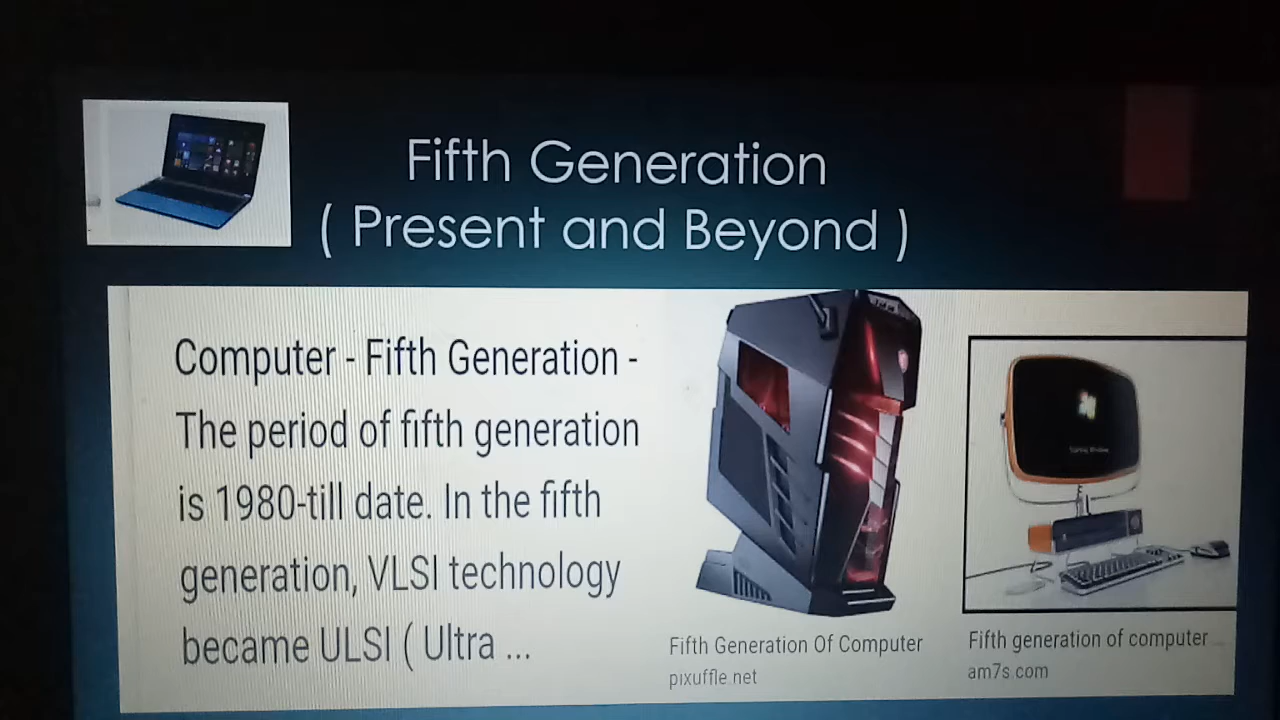 Fifth Generation
( Present and Beyond )
Computer - Fifth Generation -
The period of fifth generation
is 1980-till date. In the fifth
generation, VLSI technology
became ULSI ( Ultra ...
Fifth Generation Of Computer
pixuffle.net
Fifth generation of computer ...
am7s.com